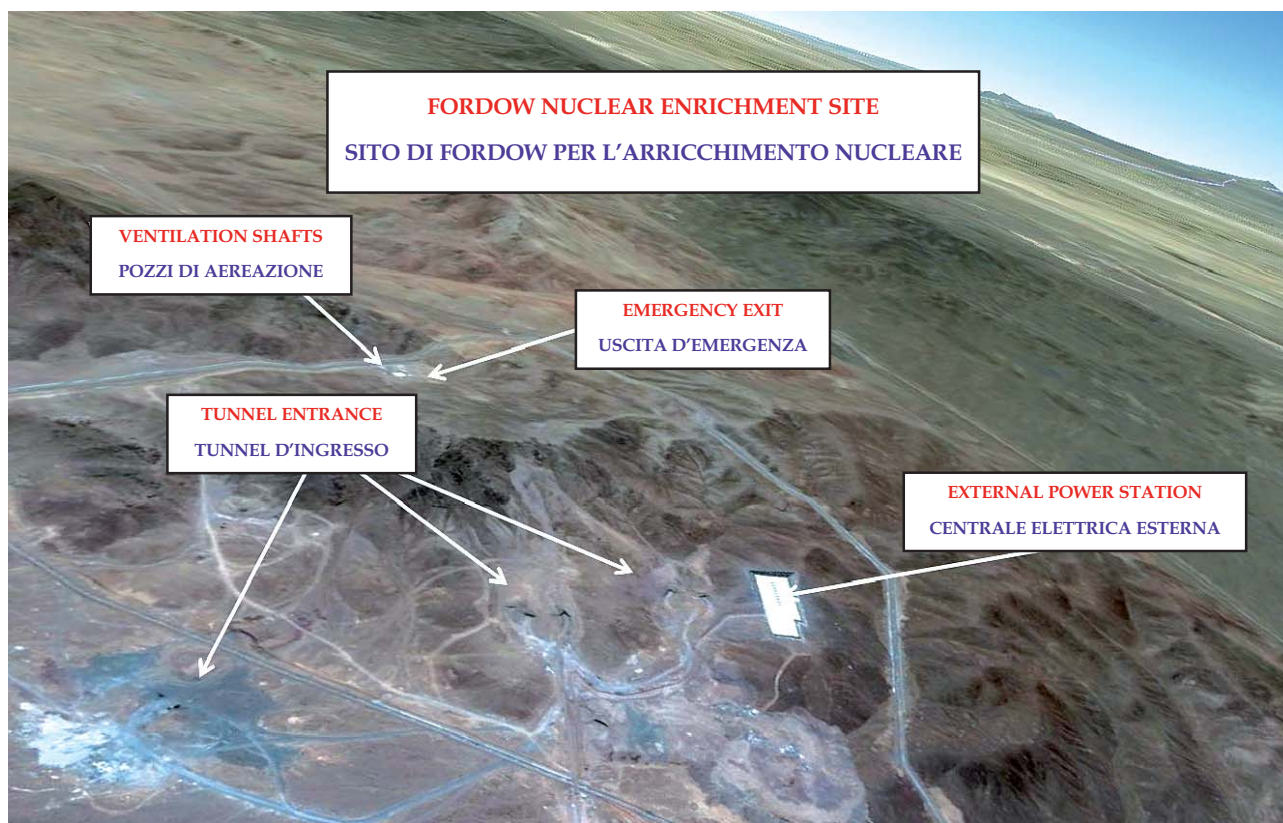 FORDOW NUCLEAR ENRICHMENT SITE
SITO DI FORDOW PER L’ARRICCHIMENTO NUCLEARE
VENTILATION SHAFTS
POZZI DI AEREAZIONE
EMERGENCY EXIT
USCITA D’EMERGENZA
TUNNEL ENTRANCE
TUNNEL D’INGRESSO
EXTERNAL POWER STATION
CENTRALE ELETTRICA ESTERNA